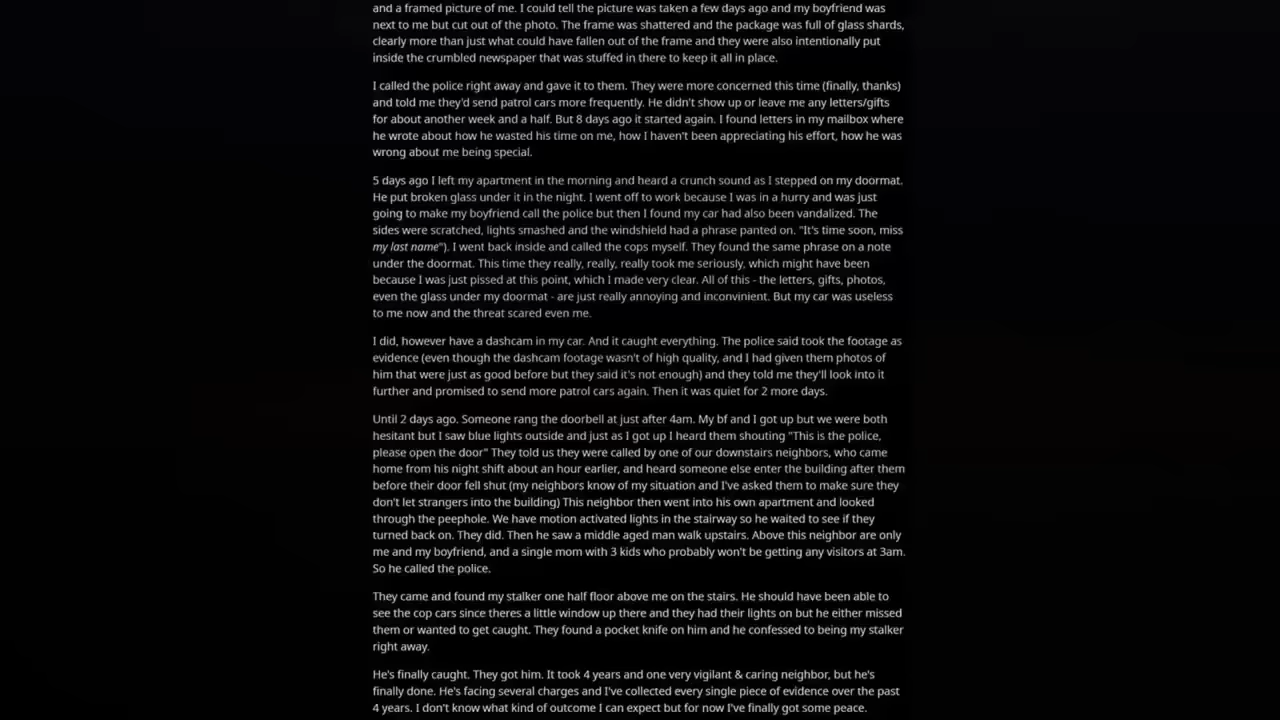 and a framed picture of me. I could tell the picture was taken a few days ago and my boyfriend was
next to me but cut out of the photo. The frame was shattered and the package was full of glass shards,
clearly more than just what could have fallen out of the frame and they were also intentionally put
inside the crumbled newspaper that was stuffed in there to keep it all in place.
I called the police right away and gave it to them. They were more concerned this time (finally, thanks)
and told me they'd send patrol cars more frequently. He didn't show up or leave me any letters/gifts
for about another week and a half. But 8 days ago it started again. I found letters in my mailbox where
he wrote about how he wasted his time on me, how I haven't been appreciating his effort, how he was
wrong about me being special.
5 days ago I left my apartment in the morning and heard a crunch sound as I stepped on my doormat.
He put broken glass under it in the night. I went off to work because I was in a hurry and was just
going to make my boyfriend call the police but then I found my car had also been vandalized. The
sides were scratched, lights smashed and the windshield had a phrase panted on. "It's time soon, miss
my last name"). I went back inside and called the cops myself. They found the same phrase on a note
under the doormat. This time they really, really, really took me seriously, which might have been
because I was just pissed at this point, which I made very clear. All of this - the letters, gifts, photos,
even the glass under my doormat - are just really annoying and inconvinient. But my car was useless
to me now and the threat scared even me.
I did, however have a dashcam in my car. And it caught everything. The police said took the footage as
evidence (even though the dashcam footage wasn't of high quality, and I had given them photos of
him that were just as good before but they said it's not enough) and they told me they'll look into it
further and promised to send more patrol cars again. Then it was quiet for 2 more days.
Until 2 days ago. Someone rang the doorbell at just after 4am. My bf and I got up but we were both
hesitant but I saw blue lights outside and just as I got up I heard them shouting "This is the police,
please open the door" They told us they were called by one of our downstairs neighbors, who came
home from his night shift about an hour earlier, and heard someone else enter the building after them
before their door fell shut (my neighbors know of my situation and I've asked them to make sure they
don't let strangers into the building) This neighbor then went into his own apartment and looked
through the peephole. We have motion activated lights in the stairway so he waited to see if they
turned back on. They did. Then he saw a middle aged man walk upstairs. Above this neighbor are only
me and my boyfriend, and a single mom with 3 kids who probably won't be getting any visitors at 3am.
So he called the police.
They came and found my stalker one half floor above me on the stairs. He should have been able to
see the cop cars since theres a little window up there and they had their lights on but he either missed
them or wanted to get caught. They found a pocket knife on him and he confessed to being my stalker
right away.
He's finally caught. They got him. It took 4 years and one very vigilant & caring neighbor, but he's
finally done. He's facing several charges and I've collected every single piece of evidence over the past
4 years. I don't know what kind of outcome I can expect but for now I've finally got some peace.